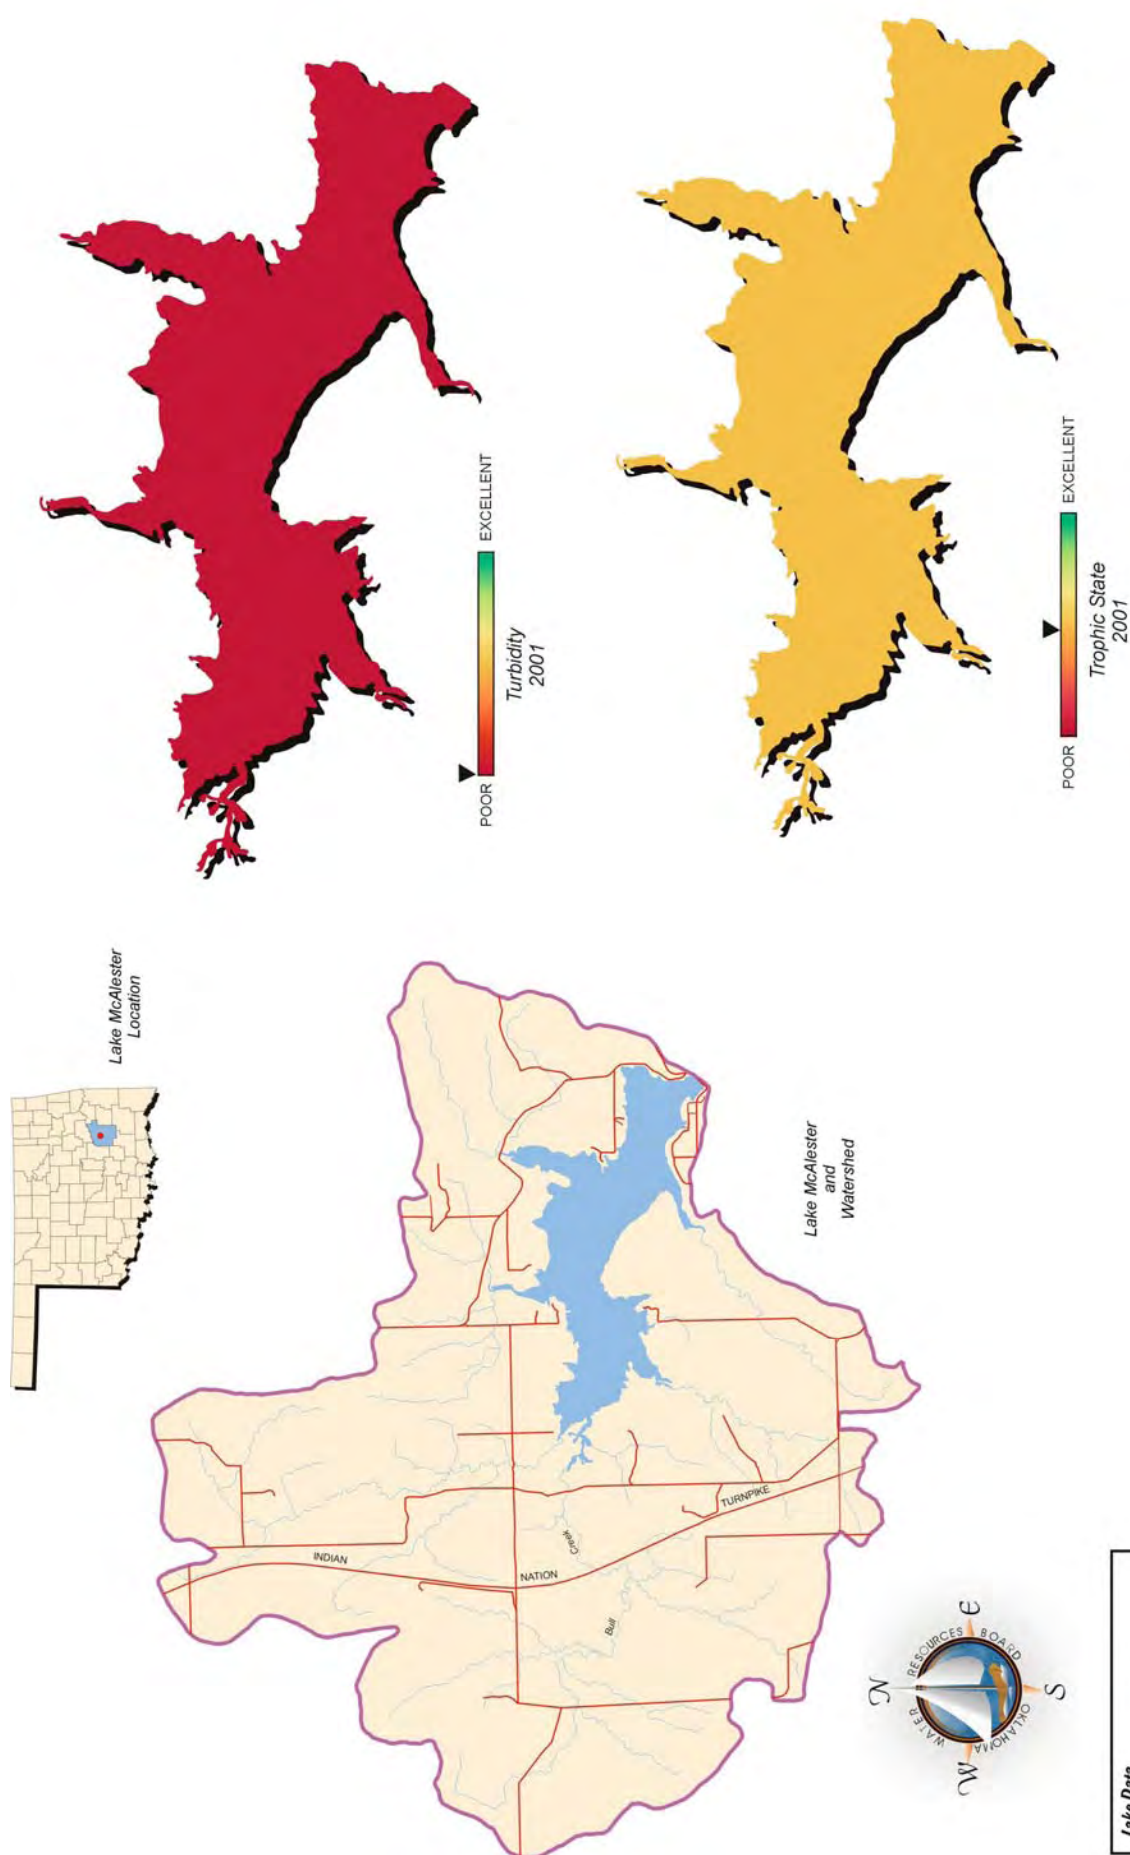 POOR
EXCELLENT
Turbidity
2001
POOR
EXCELLENT
Trophic State
2001
Lake McAlester
Location
Lake McAlester
and
Watershed
INDIAN
NATION
TURNPIKE
Bull
Creek
N
W
E
S
WATER RESOURCES BOARD
OKLAHOMA
Lake Data